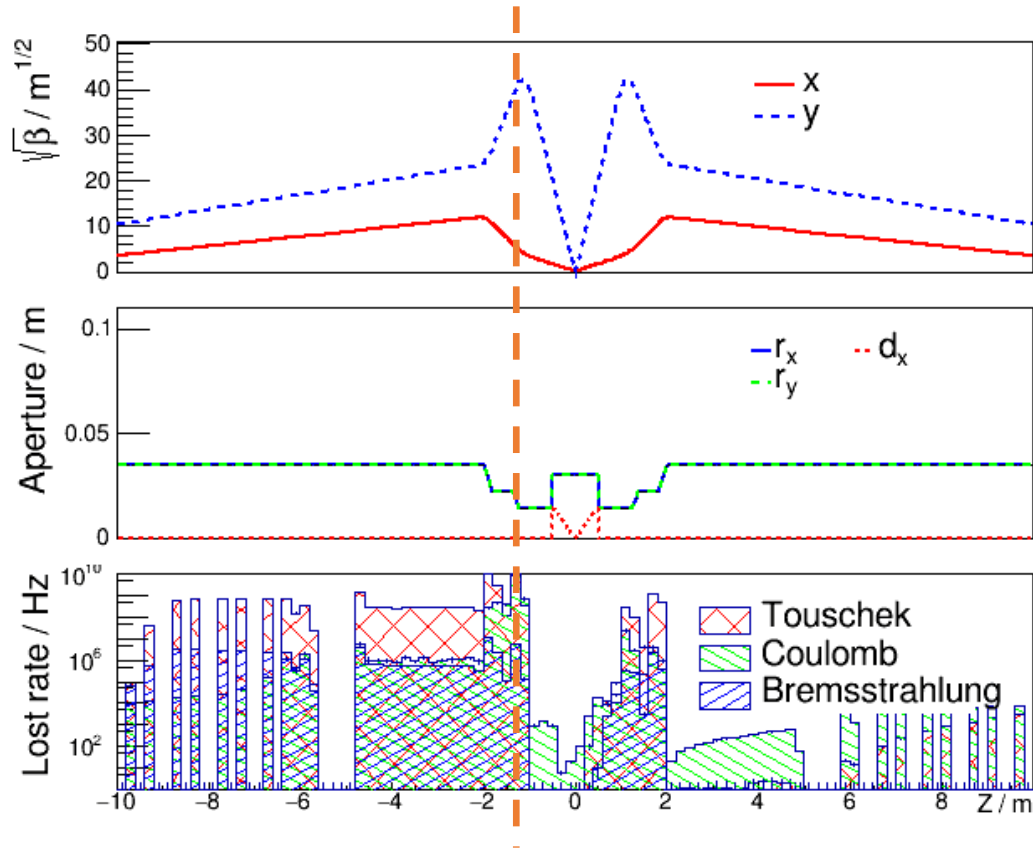 √β / m^1/2
50
40
30
20
10
0
x
y
Aperture / m
0.1
0.05
0
r_x
d_x
r_y
Lost rate / Hz
10^10
10^6
10^2
Touschek
Coulomb
Bremsstrahlung
−10 −8 −6 −4 −2 0 2 4 6 8 Z / m